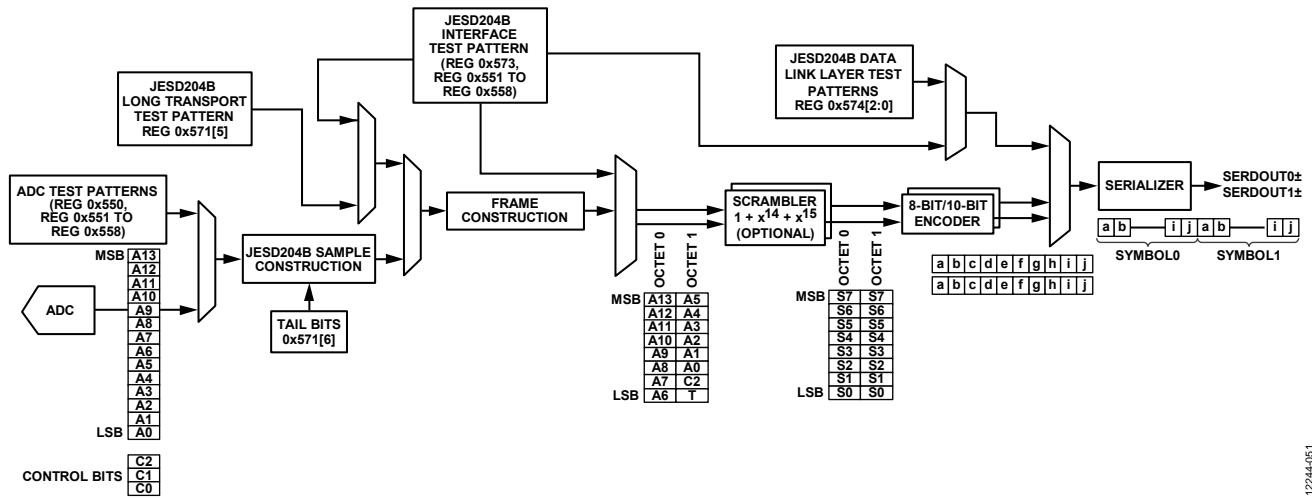 JESD204B
INTERFACE
TEST PATTERN
(REG 0x573,
REG 0x551 TO
REG 0x558)
JESD204B
LONG TRANSPORT
TEST PATTERN
REG 0x571[5]
JESD204B DATA
LINK LAYER TEST
PATTERNS
REG 0x574[2:0]
ADC TEST PATTERNS
(REG 0x550,
REG 0x551 TO
REG 0x558)
FRAME
CONSTRUCTION
SCRAMBLER
1 + x14 + x15
(OPTIONAL)
8-BIT/10-BIT
ENCODER
SERIALIZER
SERDOUT0±
SERDOUT1±
JESD204B SAMPLE
CONSTRUCTION
TAIL BITS
0x571[6]
ADC
MSB A13
A12
A11
A10
A9
A8
A7
A6
A5
A4
A3
A2
A1
LSB A0
CONTROL BITS
C2
C1
C0
OCTET 0
OCTET 1
MSB A13 A5
A12 A4
A11 A3
A10 A2
A9 A1
A8 A0
A7 C2
LSB A6 T
OCTET 0
OCTET 1
MSB S7 S7
S6 S6
S5 S5
S4 S4
S3 S3
S2 S2
S1 S1
LSB S0 S0
a b c d e f g h i j
a b c d e f g h i j
a b i j a b i j
SYMBOL0 SYMBOL1
12244-051